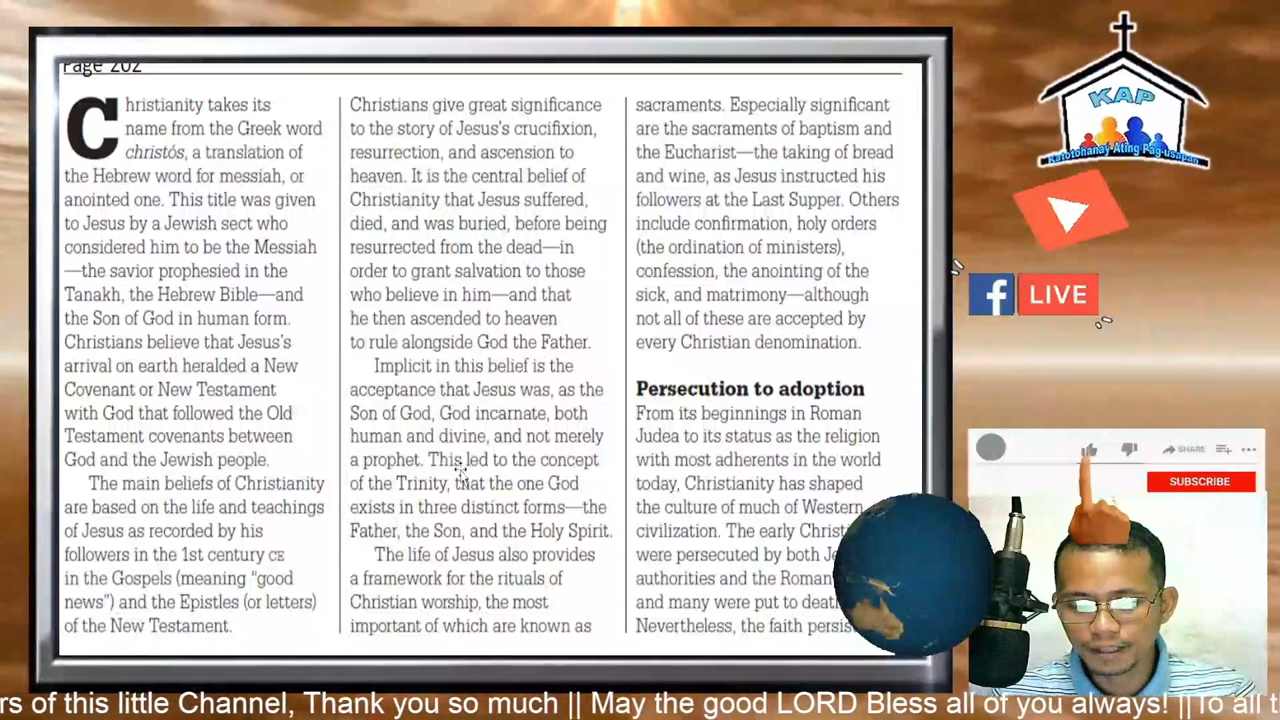 Page 202
Christianity takes its
name from the Greek word
christós, a translation of
the Hebrew word for messiah, or
anointed one. This title was given
to Jesus by a Jewish sect who
considered him to be the Messiah
—the savior prophesied in the
Tanakh, the Hebrew Bible—and
the Son of God in human form.
Christians believe that Jesus's
arrival on earth heralded a New
Covenant or New Testament
with God that followed the Old
Testament covenants between
God and the Jewish people.
The main beliefs of Christianity
are based on the life and teachings
of Jesus as recorded by his
followers in the 1st century CE
in the Gospels (meaning "good
news") and the Epistles (or letters)
of the New Testament.
Christians give great significance
to the story of Jesus's crucifixion,
resurrection, and ascension to
heaven. It is the central belief of
Christianity that Jesus suffered,
died, and was buried, before being
resurrected from the dead—in
order to grant salvation to those
who believe in him—and that
he then ascended to heaven
to rule alongside God the Father.
Implicit in this belief is the
acceptance that Jesus was, as the
Son of God, God incarnate, both
human and divine, and not merely
a prophet. This led to the concept
of the Trinity, that the one God
exists in three distinct forms—the
Father, the Son, and the Holy Spirit.
The life of Jesus also provides
a framework for the rituals of
Christian worship, the most
important of which are known as
sacraments. Especially significant
are the sacraments of baptism and
the Eucharist—the taking of bread
and wine, as Jesus instructed his
followers at the Last Supper. Others
include confirmation, holy orders
(the ordination of ministers),
confession, the anointing of the
sick, and matrimony—although
not all of these are accepted by
every Christian denomination.
Persecution to adoption
From its beginnings in Roman
Judea to its status as the religion
with most adherents in the world
today, Christianity has shaped
the culture of much of Western
civilization. The early Christ
were persecuted by both J
authorities and the Roman
and many were put to death
Nevertheless, the faith persis
KAP
Katotohanay Ating Pag-usapan
f LIVE
SHARE
SUBSCRIBE
rs of this little Channel, Thank you so much || May the good LORD Bless all of you always! ||To all t